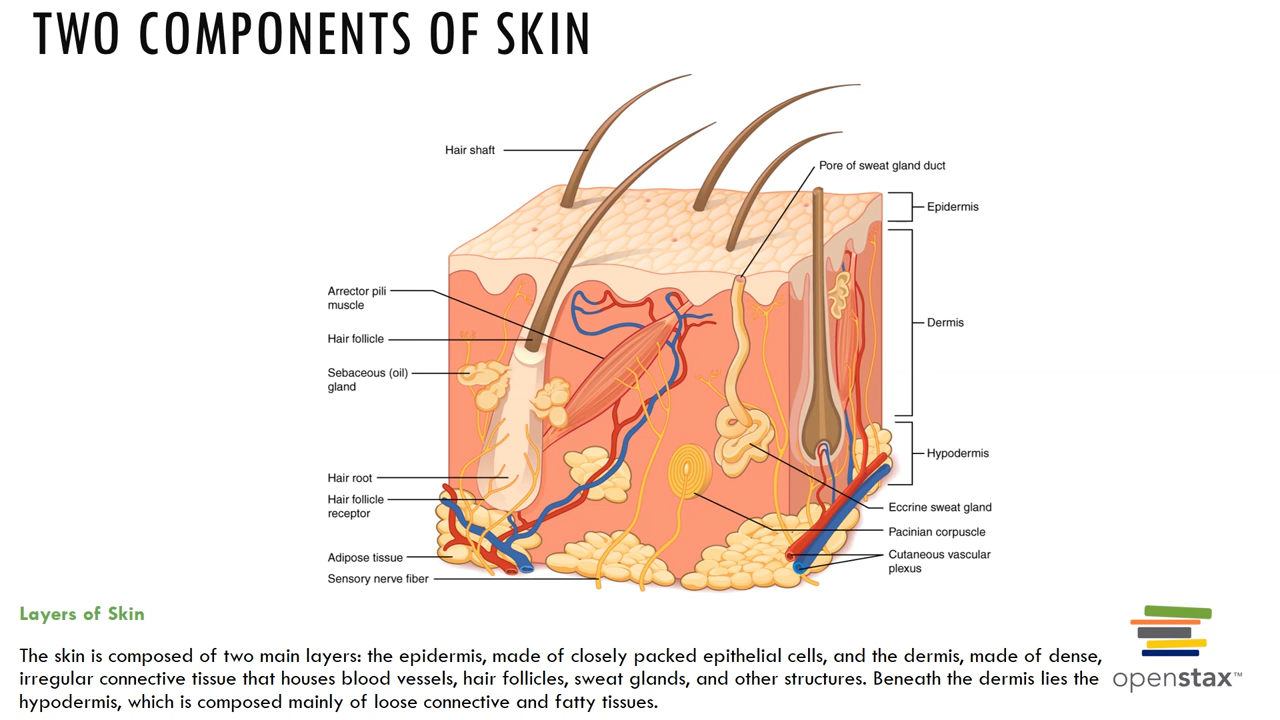 TWO COMPONENTS OF SKIN
Hair shaft
Pore of sweat gland duct
Epidermis
Arrector pili
muscle
Dermis
Hair follicle
Sebaceous (oil)
gland
Hypodermis
Hair root
Hair follicle
receptor
Eccrine sweat gland
Pacinian corpuscle
Adipose tissue
Cutaneous vascular
plexus
Sensory nerve fiber
Layers of Skin
The skin is composed of two main layers: the epidermis, made of closely packed epithelial cells, and the dermis, made of dense,
irregular connective tissue that houses blood vessels, hair follicles, sweat glands, and other structures. Beneath the dermis lies the
hypodermis, which is composed mainly of loose connective and fatty tissues.
openstax™